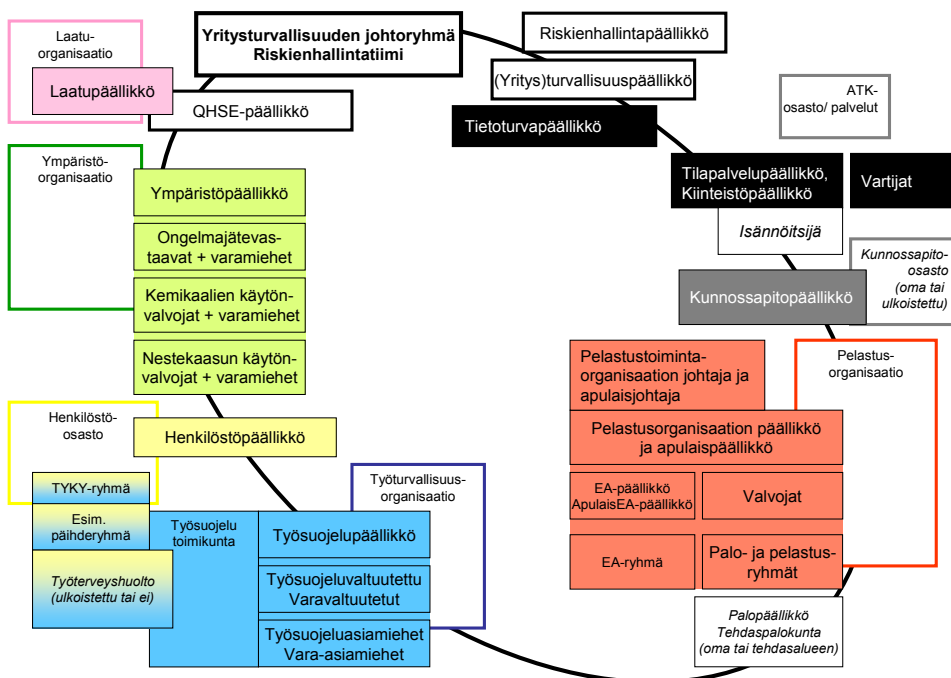 Laatu-
organisaatio
Laatupäällikkö
Yritysturvallisuuden johtoryhmä
Riskienhallintatiimi
QHSE-päällikkö
Riskienhallintapäällikkö
(Yritys)turvallisuuspäällikkö
Tietoturvapäällikkö
ATK-
osasto/ palvelut
Tilapalvelupäällikkö,
Kiinteistöpäällikkö
Vartijat
Isännöitsijä
Kunnossapito-
osasto
(oma tai
ulkoistettu)
Kunnossapitopäällikkö
Ympäristö-
organisaatio
Ympäristöpäällikkö
Ongelmajätevas-
taavat + varamiehet
Kemikaalien käytön-
valvojat + varamiehet
Nestekaasun käytön-
valvojat + varamiehet
Pelastustoiminta-
organisaation johtaja ja
apulaisjohtaja
Pelastus-
organisaatio
Pelastusorganisaation päällikkö
ja apulaispäällikkö
EA-päällikkö
ApulaisEA-päällikkö
Valvojat
EA-ryhmä
Palo- ja pelastus-
ryhmät
Palopäällikkö
Tehdaspalokunta
(oma tai tehdasalueen)
Henkilöstö-
osasto
Henkilöstöpäällikkö
TYKY-ryhmä
Esim.
päihderyhmä
Työterveyshuolto
(ulkoistettu tai ei)
Työsuojelu
toimikunta
Työturvallisuus-
organisaatio
Työsuojelupäällikkö
Työsuojeluvaltuutettu
Varavaltuutetut
Työsuojeluasiamiehet
Vara-asiamiehet